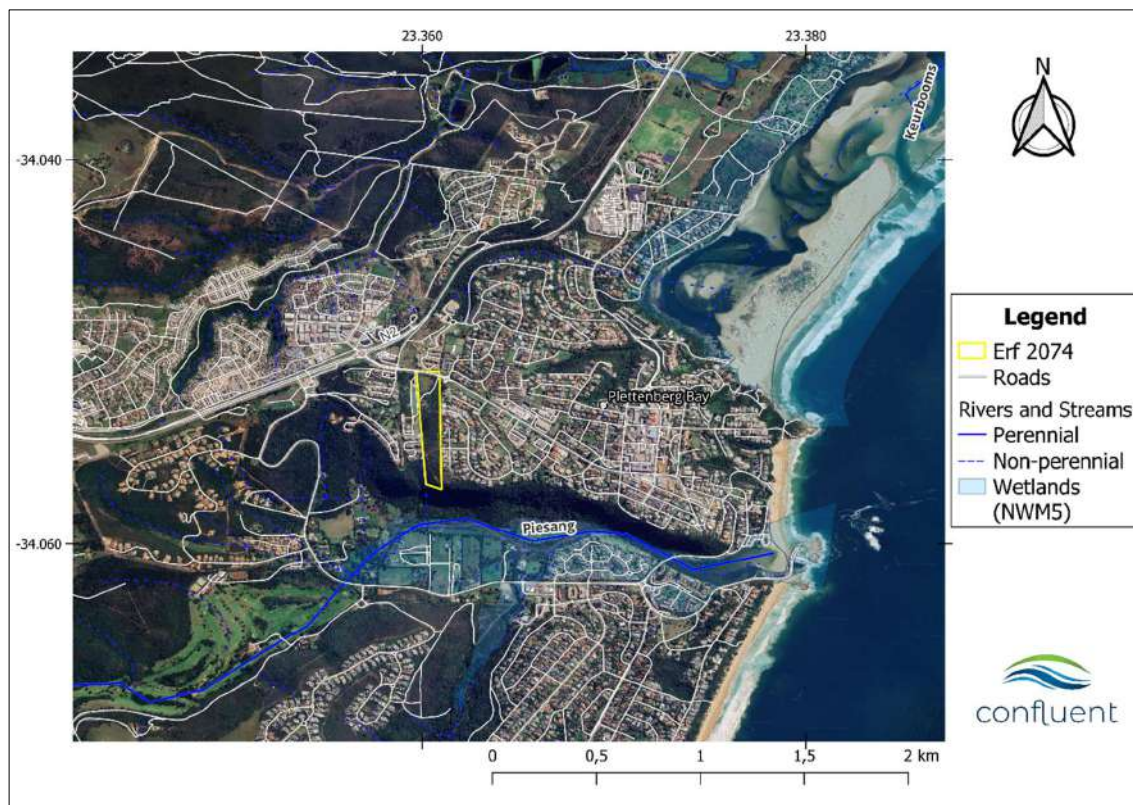 23.360
23.380
-34.040
-34.060
Keurbooms
N
N2
Plettenberg Bay
Piesang
Legend
Erf 2074
Roads
Rivers and Streams
Perennial
Non-perennial
Wetlands
(NWM5)
confluent
0
0,5
1
1,5
2 km